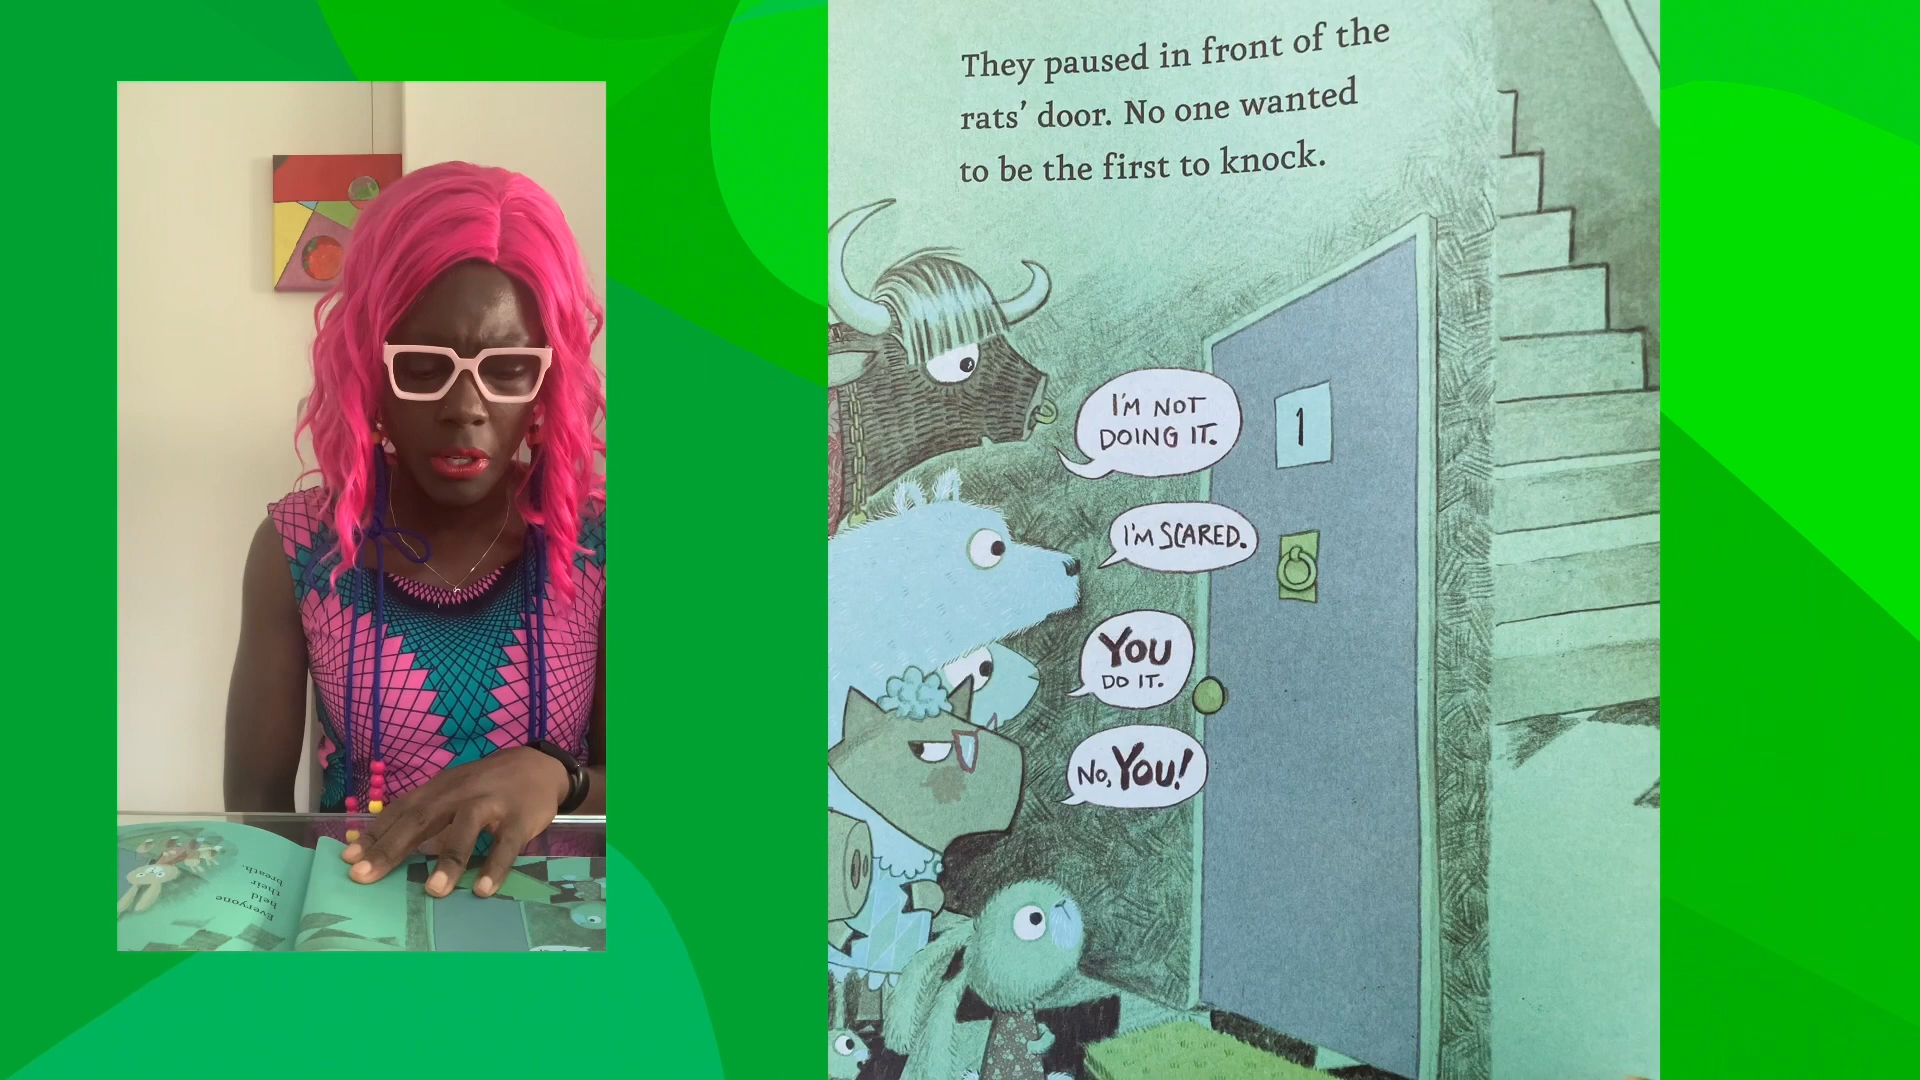 They paused in front of the
rats' door. No one wanted
to be the first to knock.
I'M NOT
DOING IT.
1
I'M SCARED.
YOU
DO IT.
NO, YOU!
Everyone
held
their
breath.